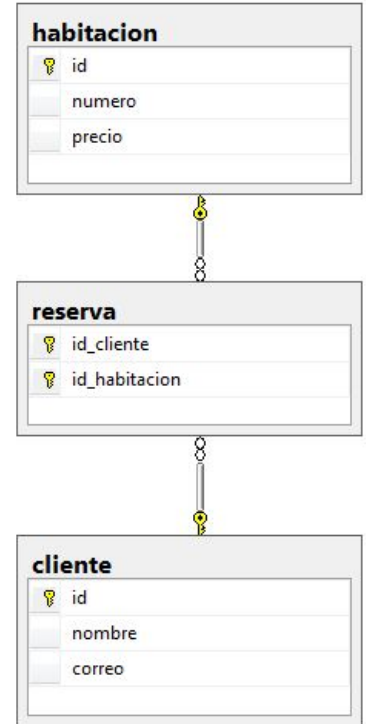 habitacion
id
numero
precio
reserva
id_cliente
id_habitacion
cliente
id
nombre
correo